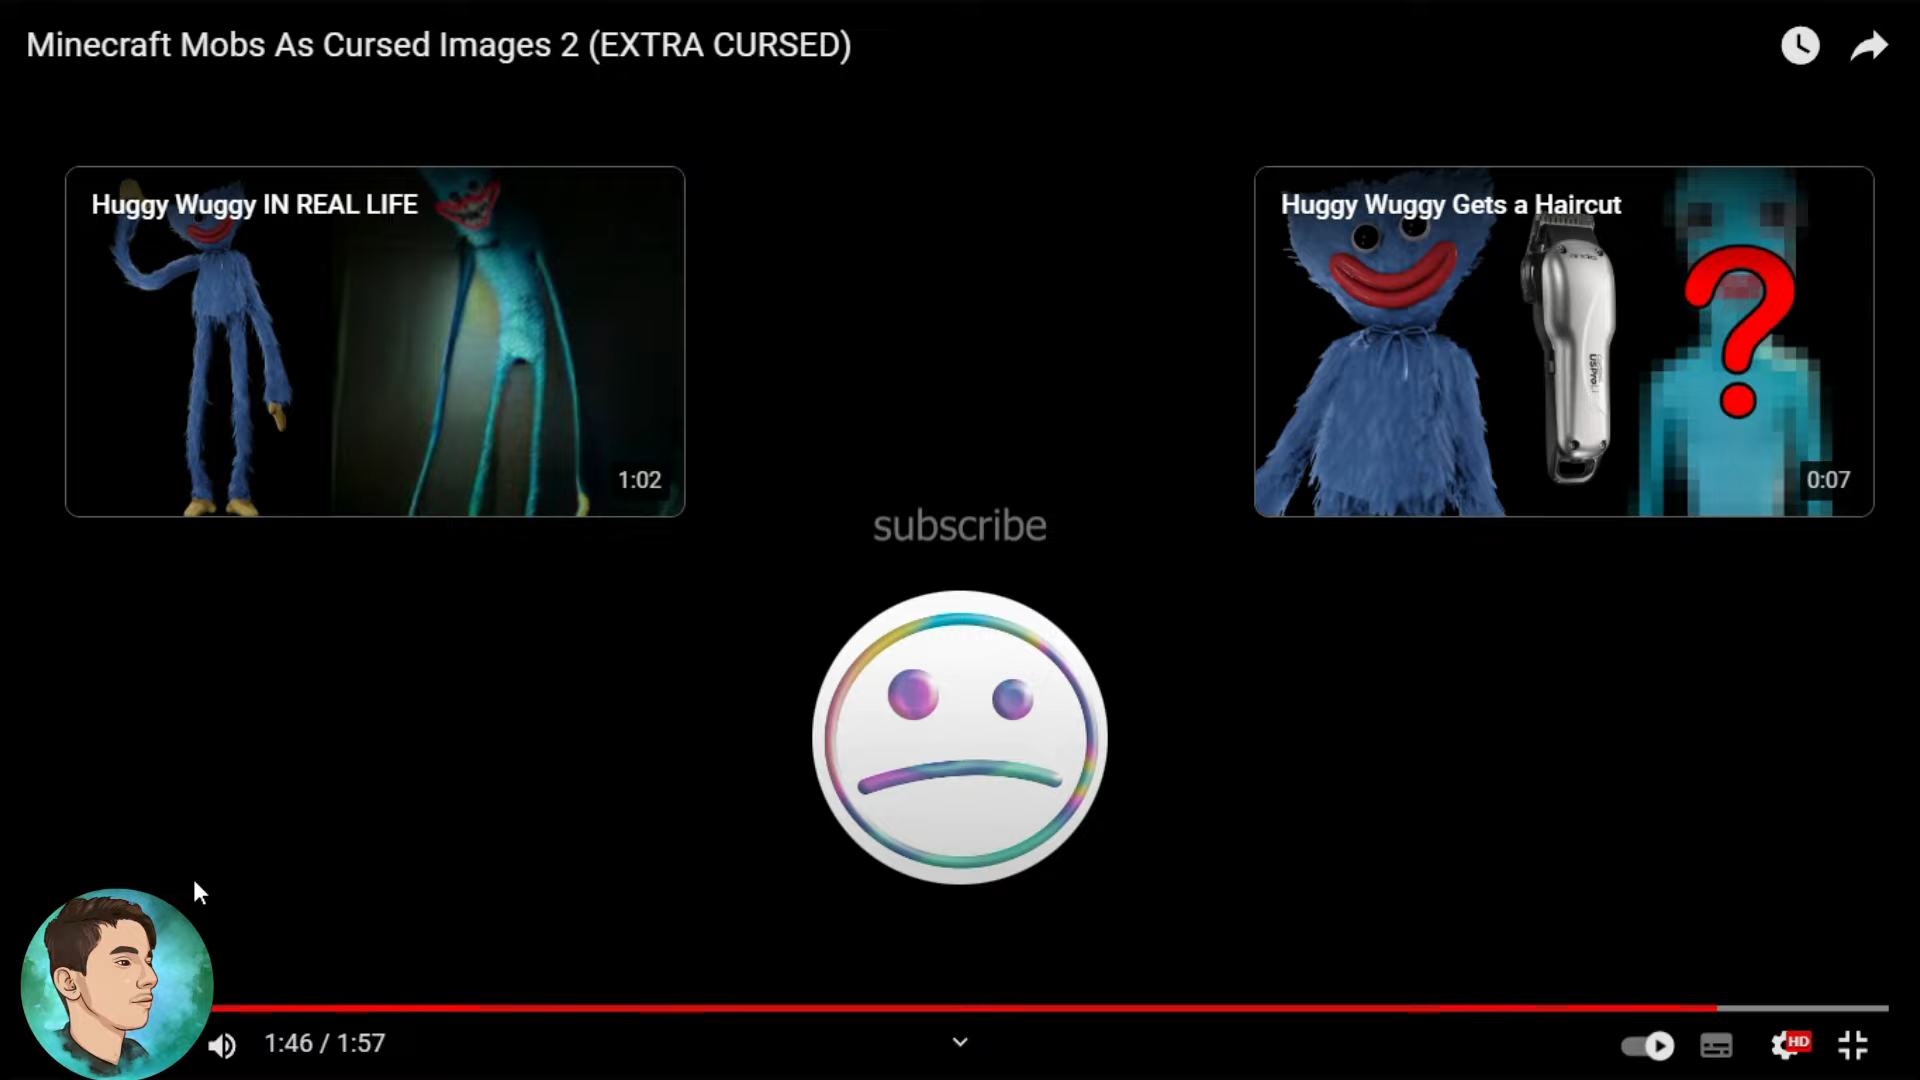 Minecraft Mobs As Cursed Images 2 (EXTRA CURSED)
Huggy Wuggy IN REAL LIFE
1:02
Huggy Wuggy Gets a Haircut
USPro
0:07
subscribe
1:46 / 1:57
HD